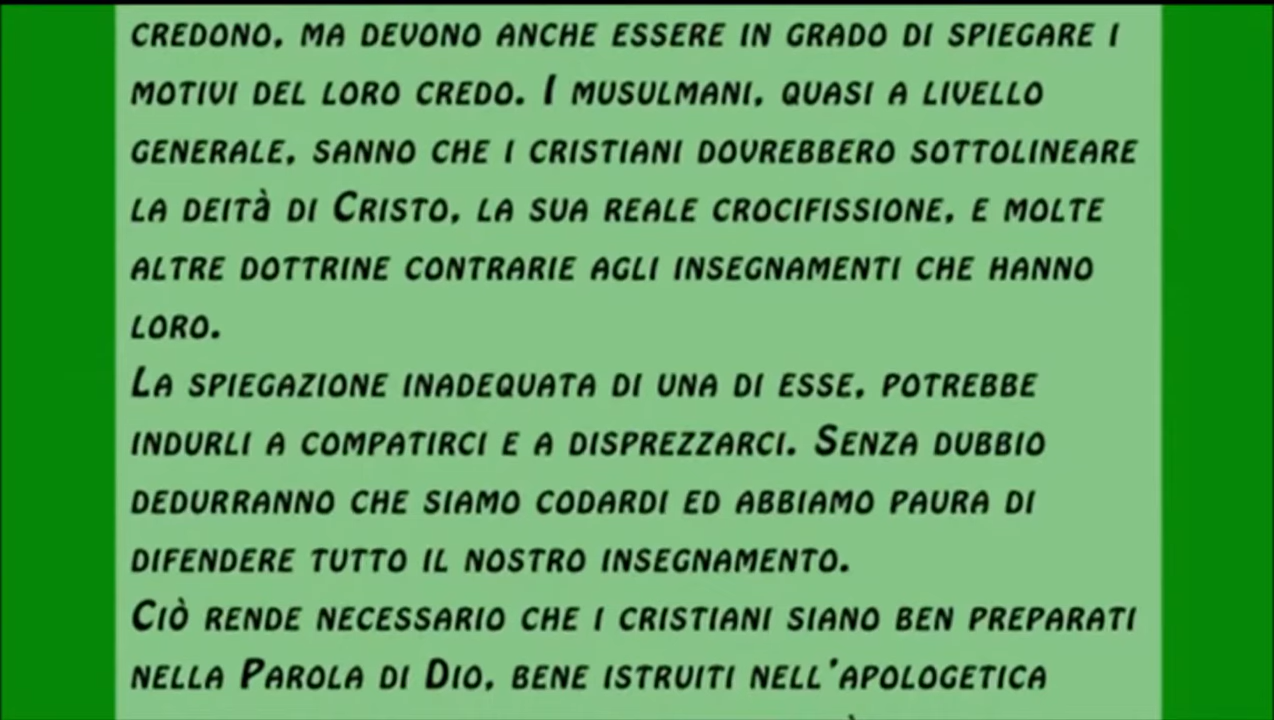 CREDONO, MA DEVONO ANCHE ESSERE IN GRADO DI SPIEGARE I
MOTIVI DEL LORO CREDO. I MUSULMANI, QUASI A LIVELLO
GENERALE, SANNO CHE I CRISTIANI DOVREBBERO SOTTOLINEARE
LA DEITà DI CRISTO, LA SUA REALE CROCIFISSIONE, E MOLTE
ALTRE DOTTRINE CONTRARIE AGLI INSEGNAMENTI CHE HANNO
LORO.
LA SPIEGAZIONE INADEQUATA DI UNA DI ESSE, POTREBBE
INDURLI A COMPATIRCI E A DISPREZZARCI. SENZA DUBBIO
DEDURRANNO CHE SIAMO CODARDI ED ABBIAMO PAURA DI
DIFENDERE TUTTO IL NOSTRO INSEGNAMENTO.
CIÒ RENDE NECESSARIO CHE I CRISTIANI SIANO BEN PREPARATI
NELLA PAROLA DI DIO, BENE ISTRUITI NELL'APOLOGETICA